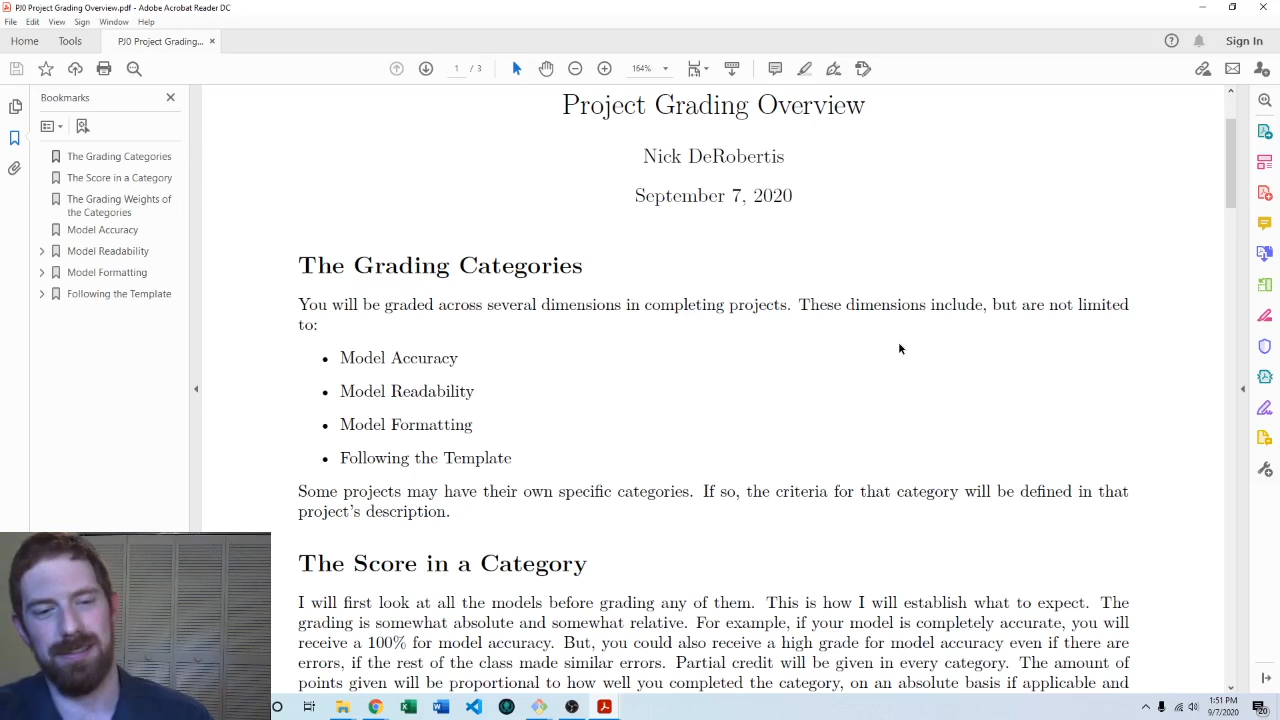 PJ0 Project Grading Overview.pdf - Adobe Acrobat Reader DC
File Edit View Sign Window Help
Home Tools PJ0 Project Grading... × Sign In
1 / 3 164%
Bookmarks
The Grading Categories
The Score in a Category
The Grading Weights of
the Categories
Model Accuracy
Model Readability
Model Formatting
Following the Template
Project Grading Overview
Nick DeRobertis
September 7, 2020
The Grading Categories
You will be graded across several dimensions in completing projects. These dimensions include, but are not limited
to:
• Model Accuracy
• Model Readability
• Model Formatting
• Following the Template
Some projects may have their own specific categories. If so, the criteria for that category will be defined in that
project's description.
The Score in a Category
I will first look at all the models before grading any of them. This is how I will establish what to expect. The
grading is somewhat absolute and somewhat relative. For example, if your model is completely accurate, you will
receive a 100% for model accuracy. But, you could also receive a high grade for model accuracy even if there are
errors, if the rest of the class made similar ones. Partial credit will be given in every category. The amount of
points given will be proportional to how well you completed the category, on an absolute basis if applicable and
1:51 PM
9/7/2020
20